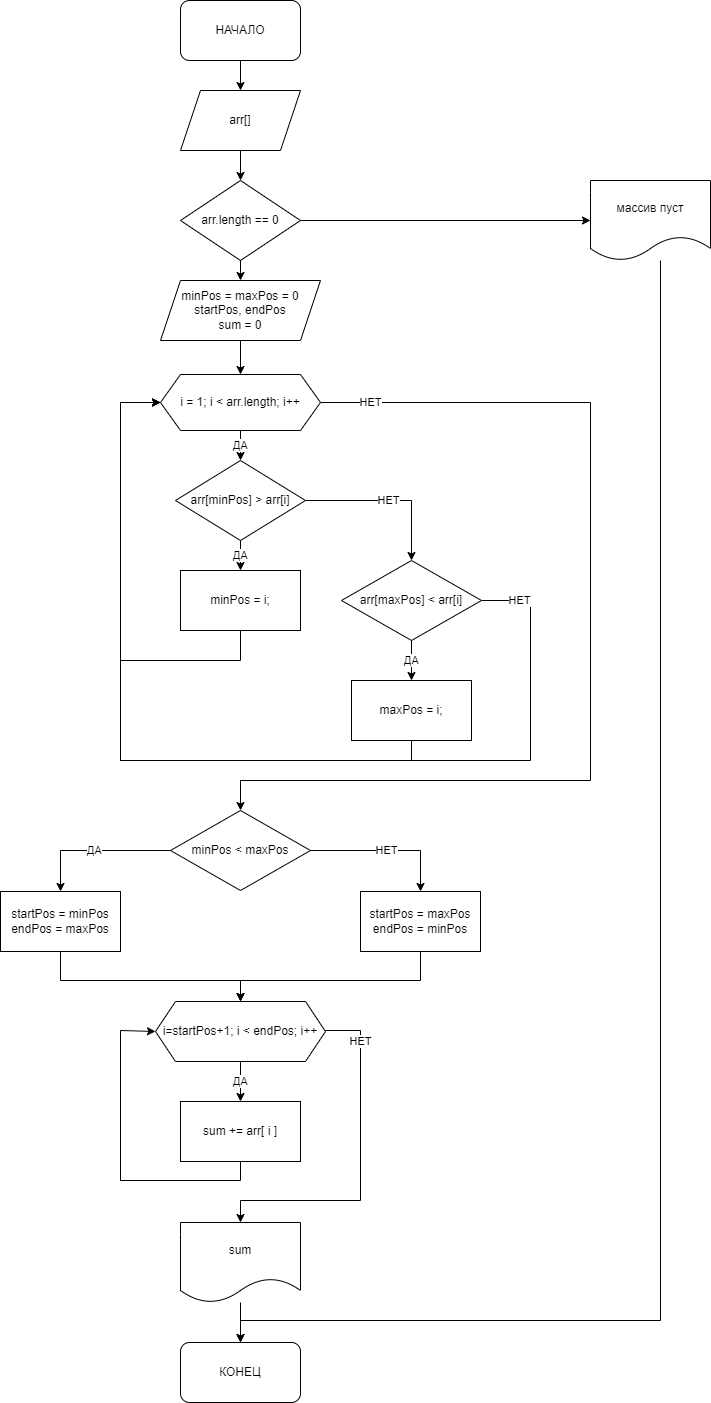 НАЧАЛО
arr[]
arr.length == 0
массив пуст
minPos = maxPos = 0
startPos, endPos
sum = 0
i = 1; i < arr.length; i++
НЕТ
ДА
arr[minPos] > arr[i]
НЕТ
ДА
minPos = i;
arr[maxPos] < arr[i]
НЕТ
ДА
maxPos = i;
minPos < maxPos
ДА
НЕТ
startPos = minPos
endPos = maxPos
startPos = maxPos
endPos = minPos
i=startPos+1; i < endPos; i++
НЕТ
ДА
sum += arr[ i ]
sum
КОНЕЦ